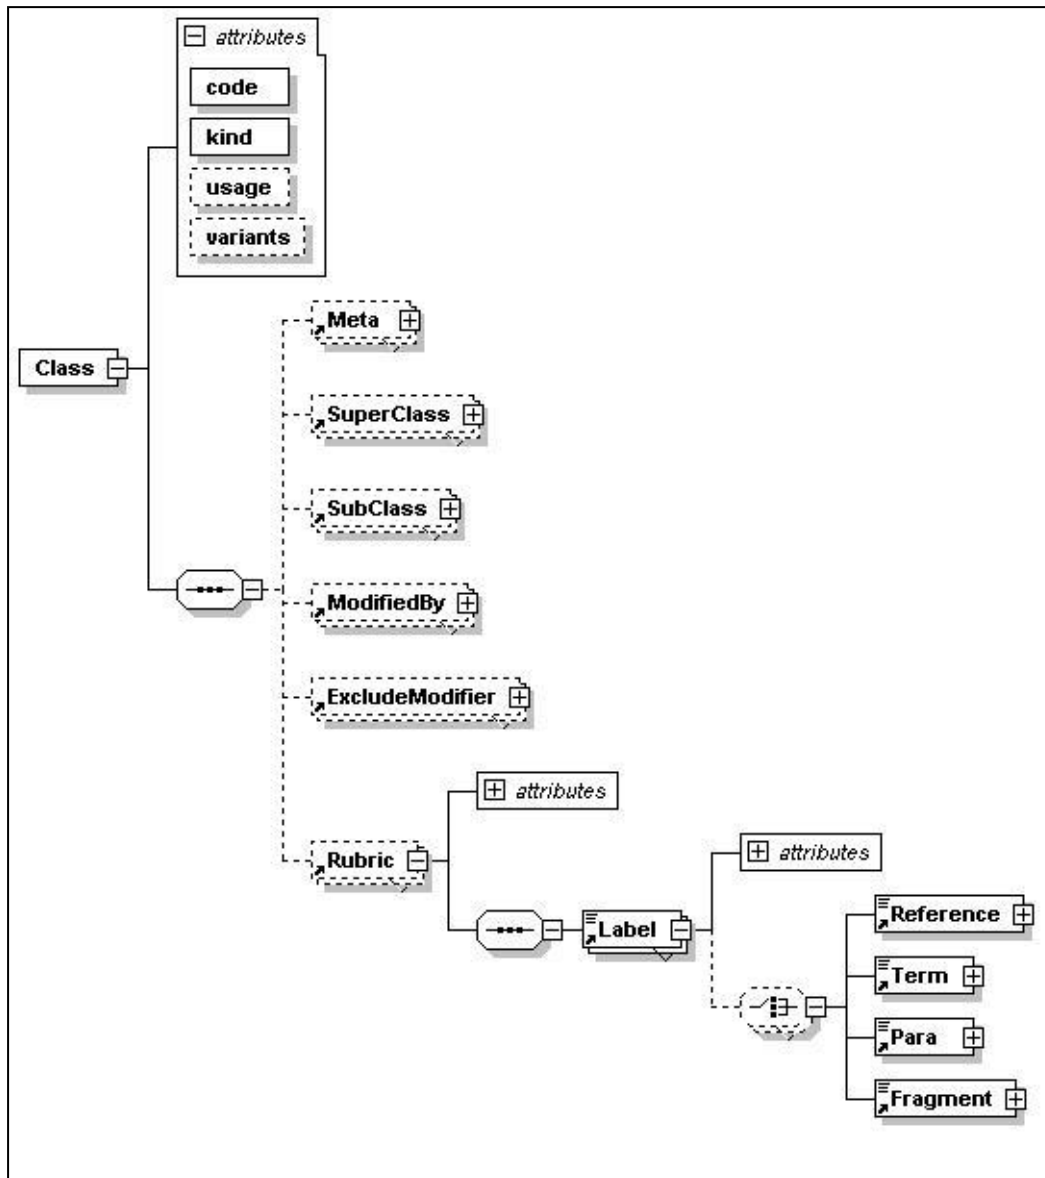 attributes
code
kind
usage
variants
Meta
Class
SuperClass
SubClass
ModifiedBy
ExcludeModifier
attributes
Rubric
attributes
Label
Reference
Term
Para
Fragment